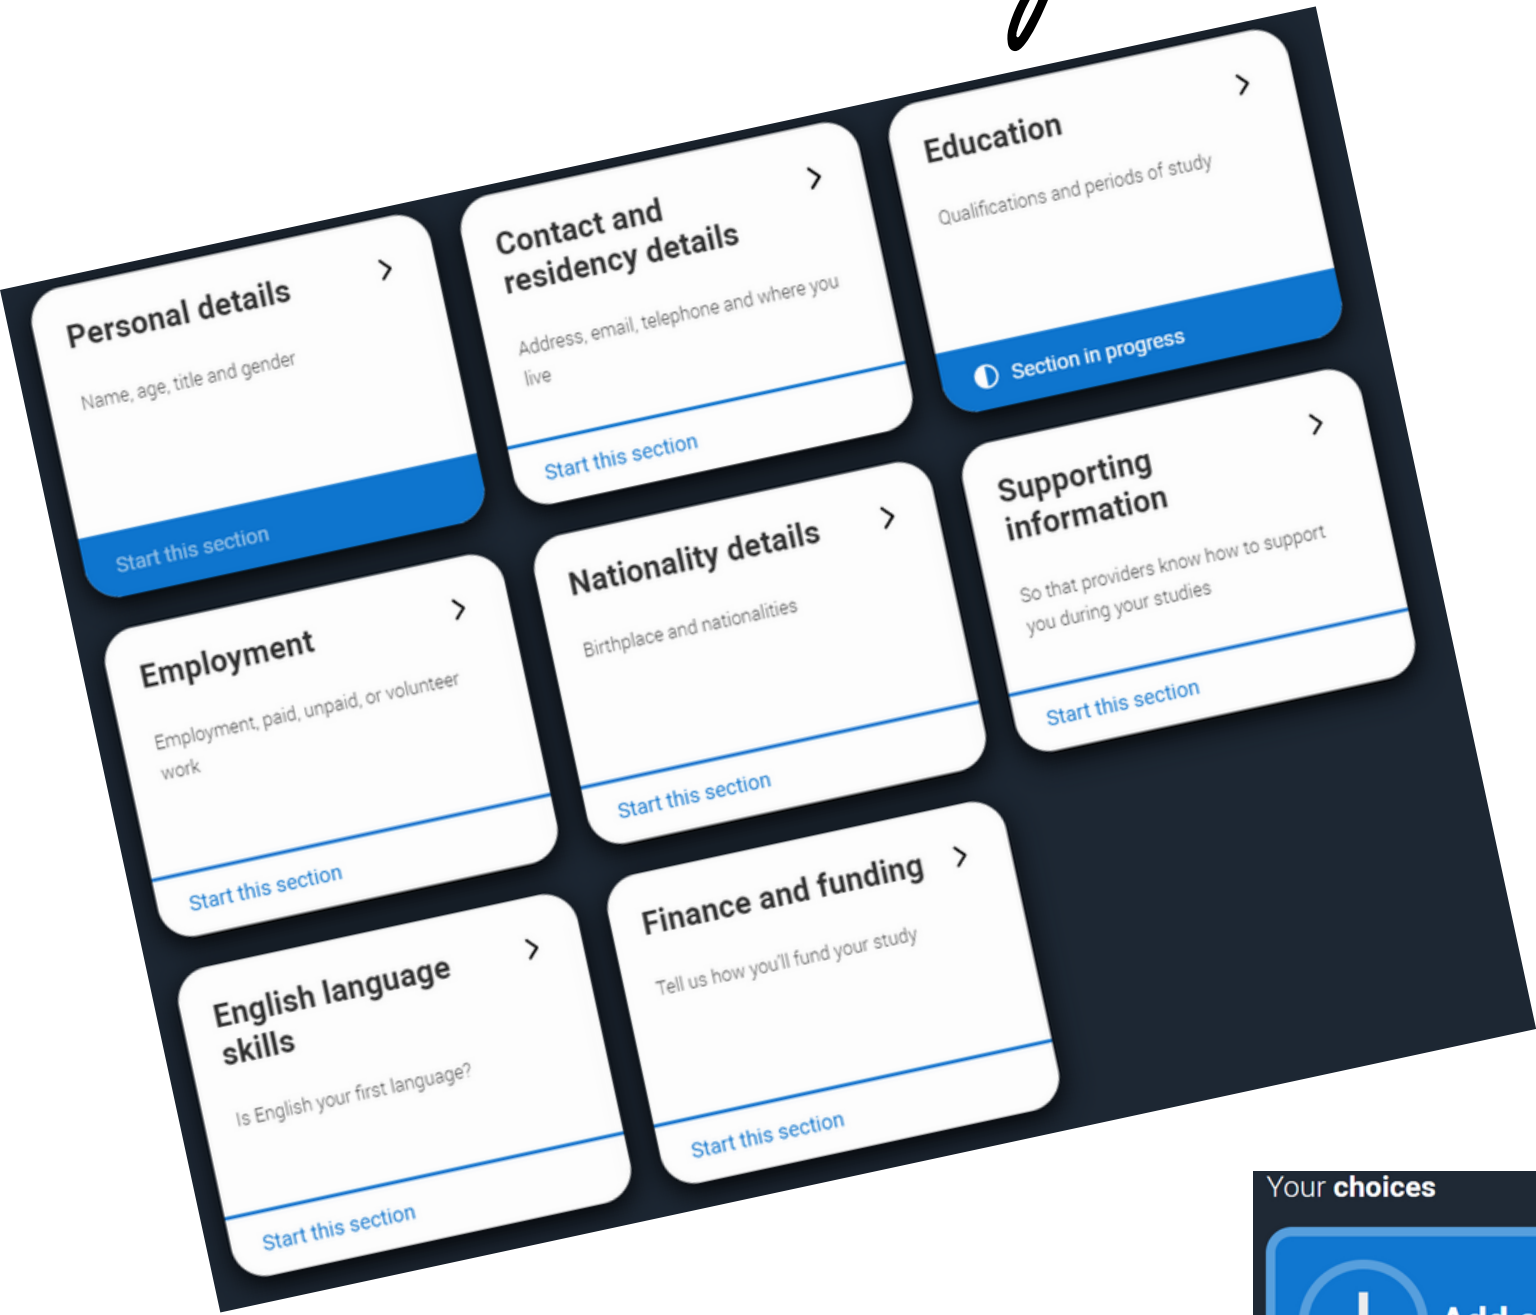 Personal details
Name, age, title and gender
Start this section
Contact and
residency details
Address, email, telephone and where you
live
Start this section
Education
Qualifications and periods of study
Section in progress
Employment
Employment, paid, unpaid, or volunteer
work
Start this section
Nationality details
Birthplace and nationalities
Start this section
Supporting
information
So that providers know how to support
you during your studies
Start this section
English language
skills
Is English your first language?
Start this section
Finance and funding
Tell us how you'll fund your study
Start this section
Your choices